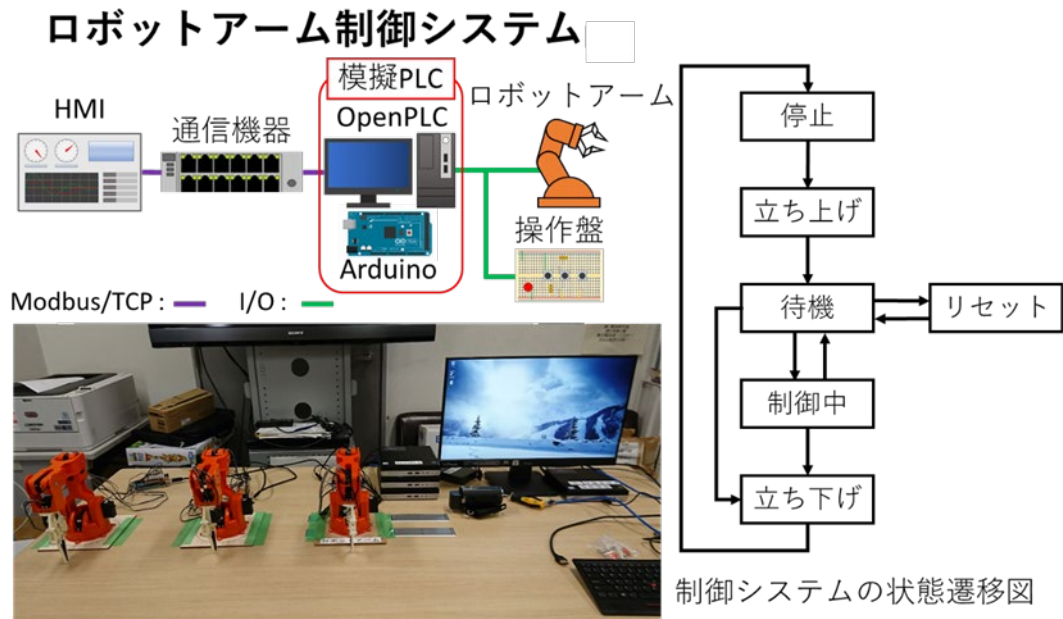 ロボットアーム制御システム
模擬PLC
HMI
通信機器
OpenPLC
ロボットアーム
操作盤
Arduino
Modbus/TCP :
I/O :
SONY
停止
立ち上げ
待機
リセット
制御中
立ち下げ
制御システムの状態遷移図